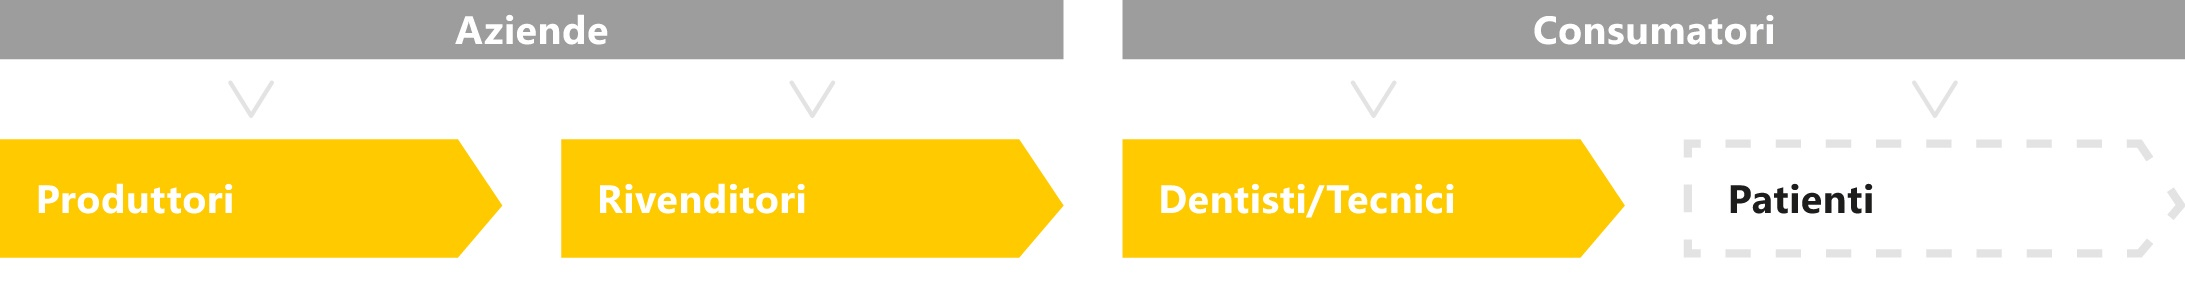 Aziende
Consumatori
Produttori
Rivenditori
Dentisti/Tecnici
Patienti